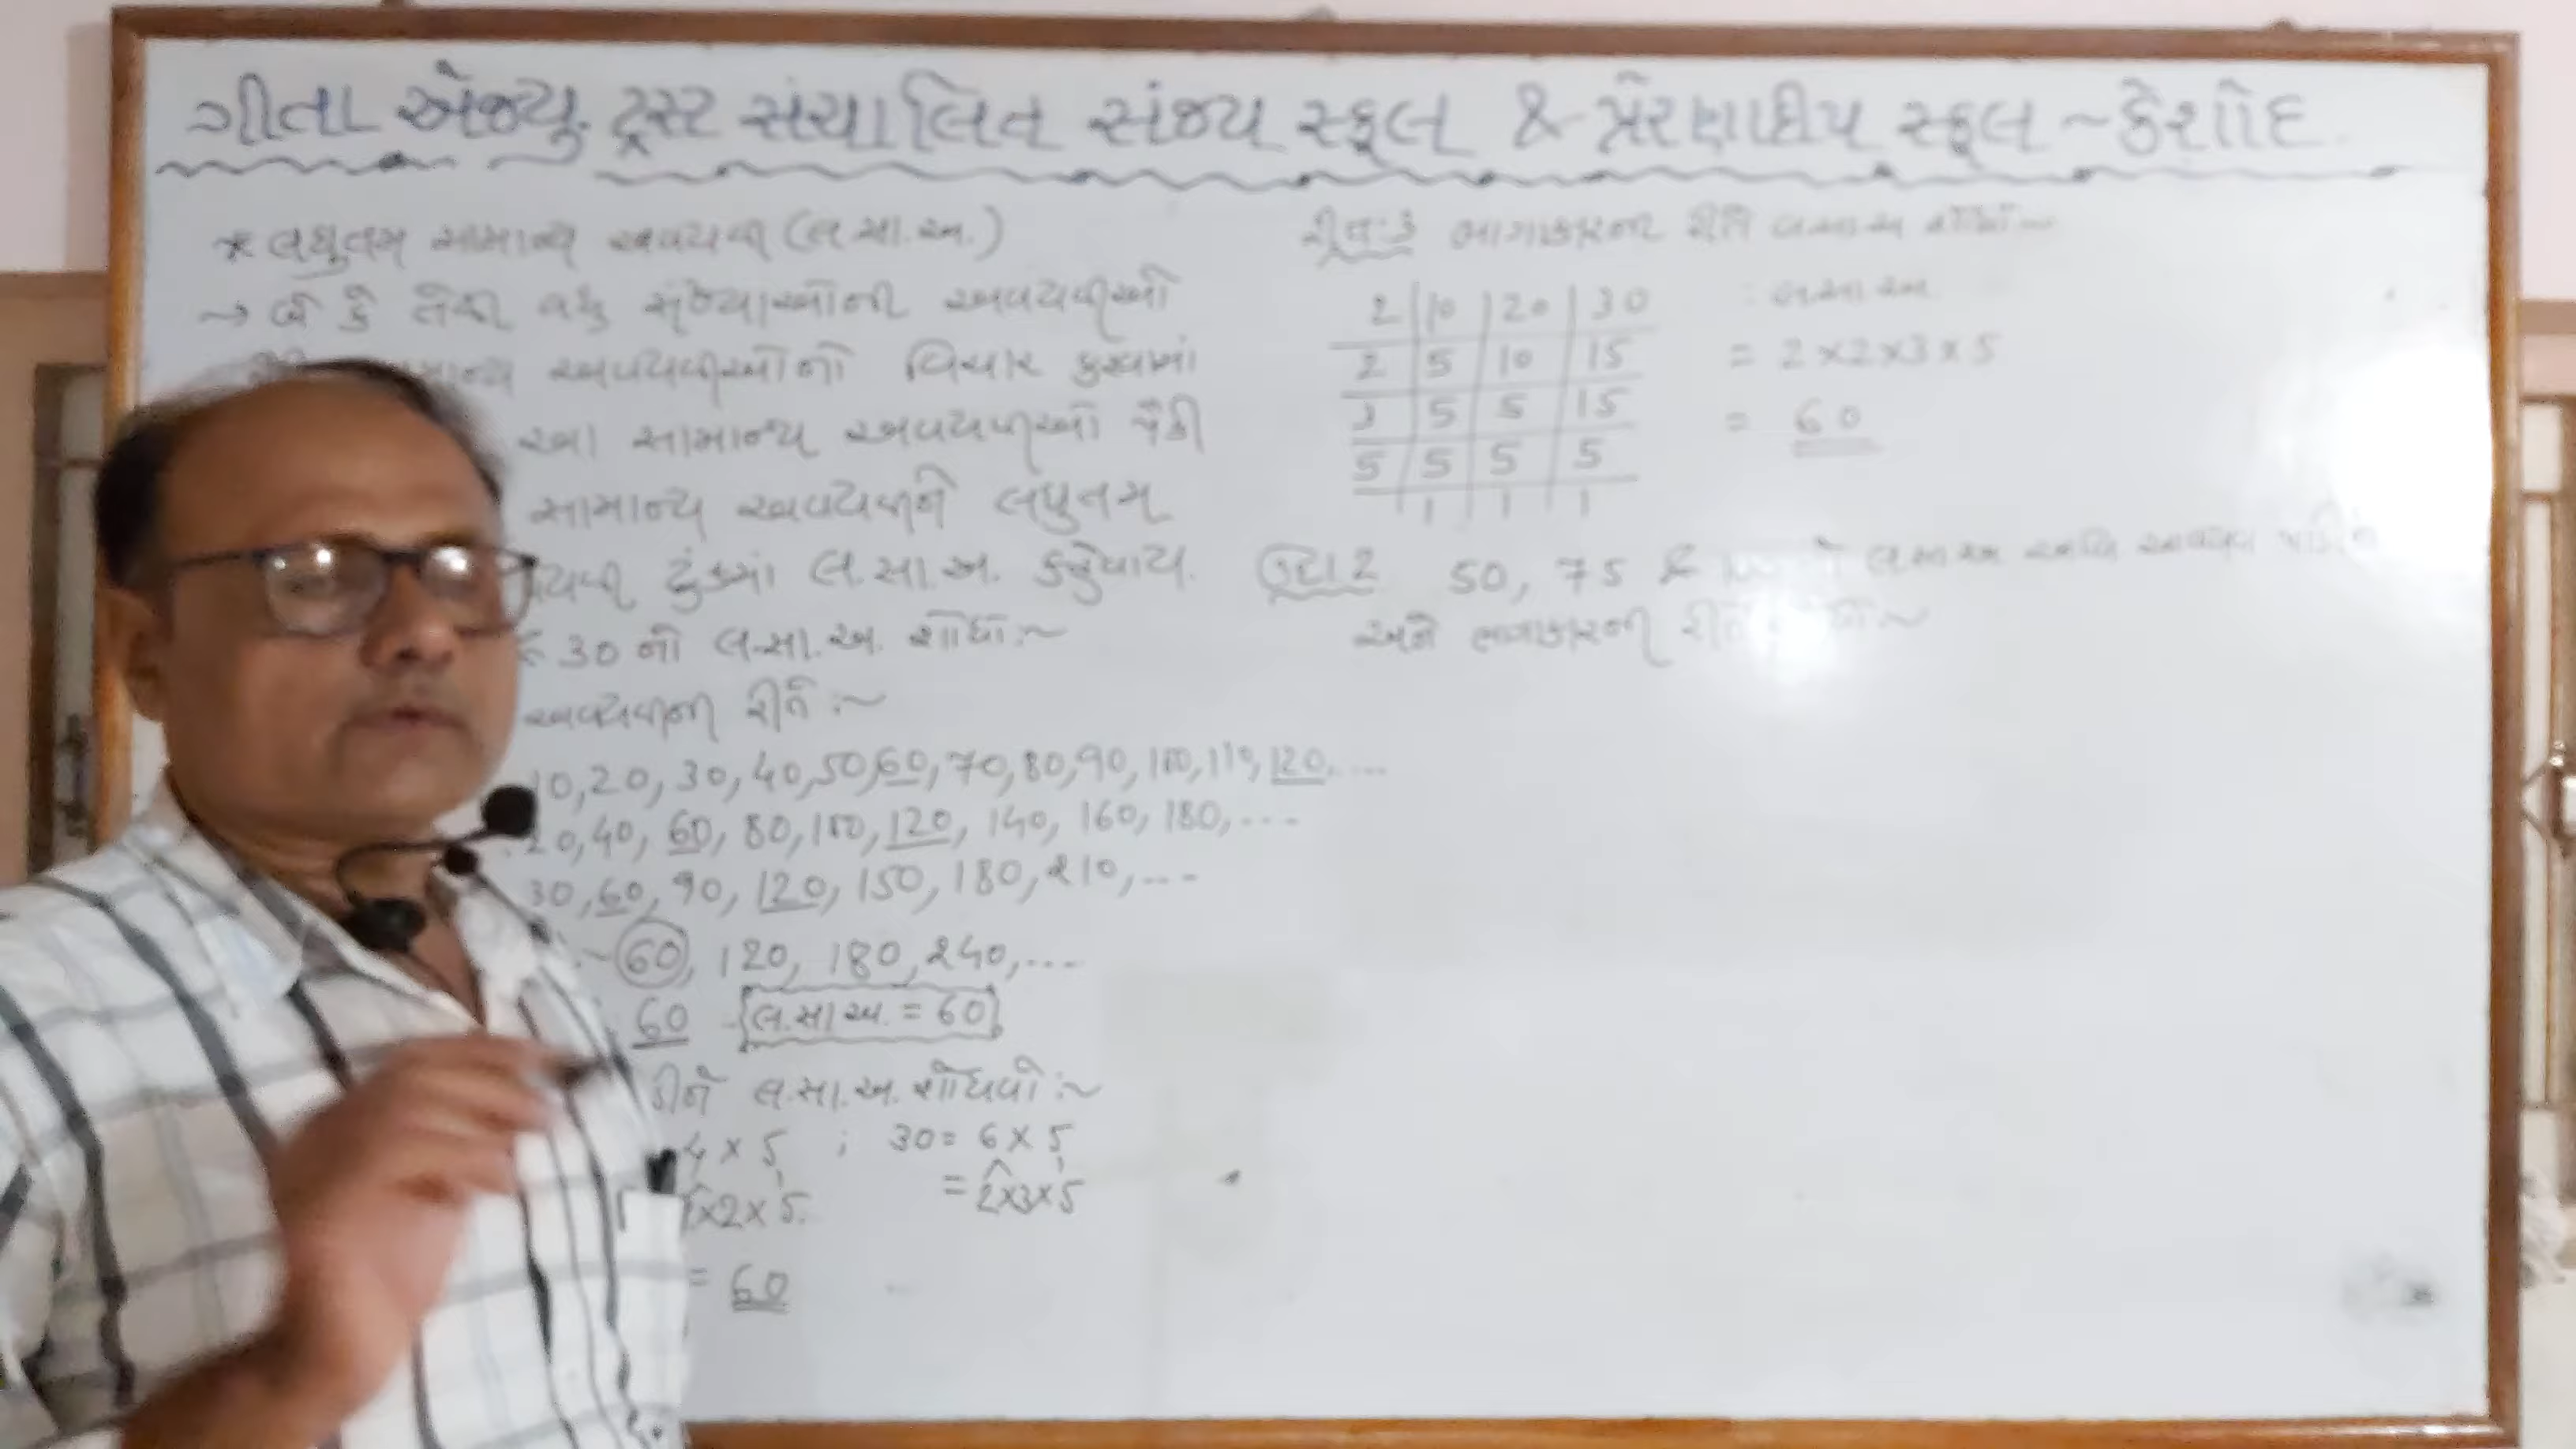 ગીતા એજ્યુ. ટ્રસ્ટ સંચાલિત સંજય સ્કૂલ & પ્રેરણાદીપ સ્કૂલ ~ કેશોદ.
* લઘુતમ સામાન્ય અવયવી (લ.સા.અ.)
→ બે કે તેથી વધુ સંખ્યાઓની અવયવીઓ
સામાન્ય અવયવીઓનો વિચાર કરવામાં
આ સામાન્ય અવયવીઓ પૈકી
સામાન્ય અવયવીને લઘુતમ
ટુંકમાં લ.સા.અ. કહેવાય.
30 નો લ.સા.અ. શોધો :~
અવયવીની રીતે :~
10, 20, 30, 40, 50, 60, 70, 80, 90, 100, 110, 120, ....
20, 40, 60, 80, 100, 120, 140, 160, 180, ...
30, 60, 90, 120, 150, 180, 210, ...
~ 60, 120, 180, 240, ...
60 લ.સા.અ. = 60
લ.સા.અ. શોધવો :~
4 × 5 ; 30 = 6 × 5
×2×5. = 2×3×5
= 60
રીત:3 ભાગાકારની રીતે લ.સા.અ શોધો :~
2 | 10 | 20 | 30 : લ.સા.અ
2 | 5 | 10 | 15 = 2×2×3×5
3 | 5 | 5 | 15 = 60
5 | 5 | 5 | 5
1 | 1 | 1
ઉદા 2 50, 75 લ.સા.અ અવયવ
અને ભાગાકારની રીતે :~